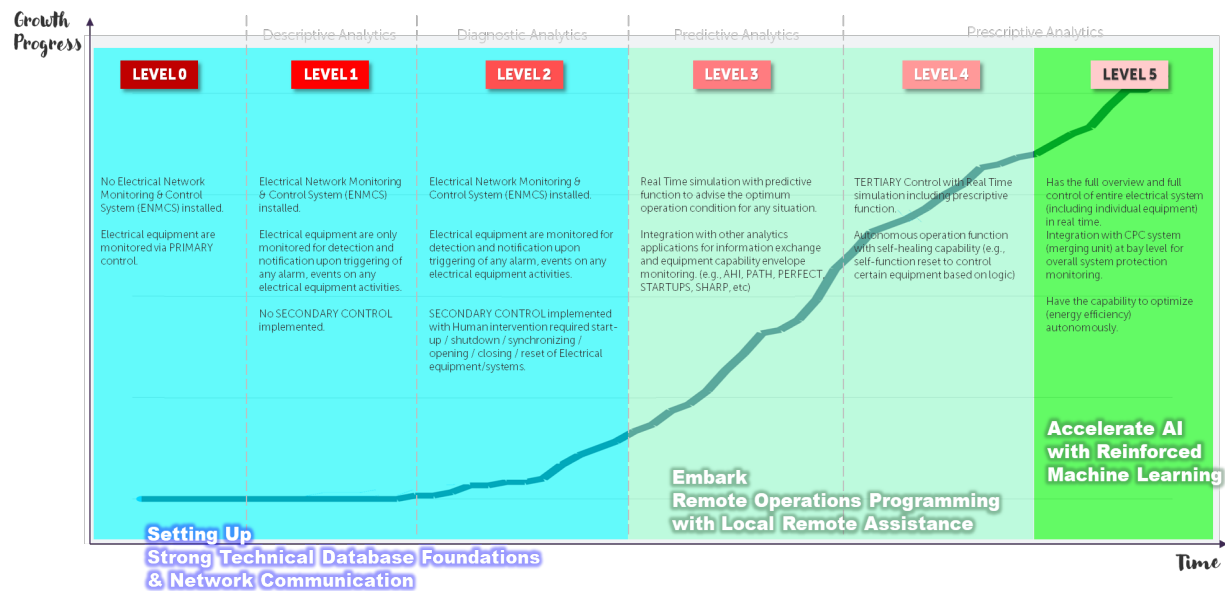 Growth
Progress
Descriptive Analytics
Diagnostic Analytics
Predictive Analytics
Prescriptive Analytics
LEVEL 0
LEVEL 1
LEVEL 2
LEVEL 3
LEVEL 4
LEVEL 5
No Electrical Network
Monitoring & Control
System (ENMCS) installed.
Electrical equipment are
monitored via PRIMARY
control.
Electrical Network Monitoring
& Control System (ENMCS)
installed.
Electrical equipment are only
monitored for detection and
notification upon triggering of
any alarm, events on any
electrical equipment activities.
No SECONDARY CONTROL
implemented.
Electrical Network Monitoring &
Control System (ENMCS) installed.
Electrical equipment are monitored for
detection and notification upon
triggering of any alarm, events on any
electrical equipment activities.
SECONDARY CONTROL implemented
with Human intervention required start-
up / shutdown / synchronizing /
opening / closing / reset of Electrical
equipment/systems.
Real Time simulation with predictive
function to advise the optimum
operation condition for any situation.
Integration with other analytics
applications for information exchange
and equipment capability envelope
monitoring. (e.g., AHI, PATH, PERFECT,
STARTUPS, SHARP, etc)
TERTIARY Control with Real Time
simulation including prescriptive
function.
Autonomous operation function
with self-healing capability (e.g.,
self-function reset to control
certain equipment based on logic)
Has the full overview and full
control of entire electrical system
(including individual equipment)
in real time.
Integration with CPC system
(merging unit) at bay level for
overall system protection
monitoring.
Have the capability to optimize
(energy efficiency)
autonomously.
Setting Up
Strong Technical Database Foundations
& Network Communication
Embark
Remote Operations Programming
with Local Remote Assistance
Accelerate AI
with Reinforced
Machine Learning
Time